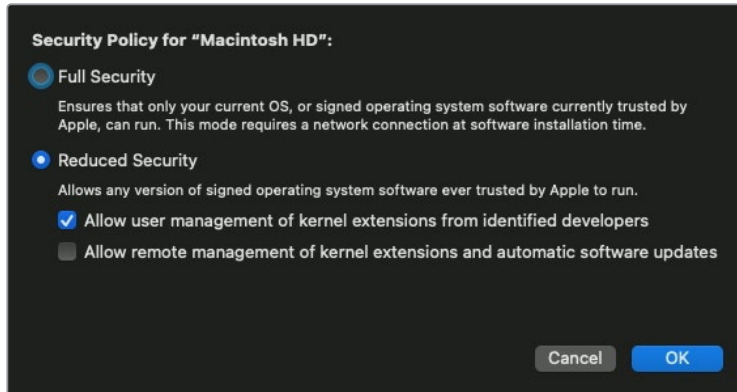 Security Policy for “Macintosh HD”:
Full Security
Ensures that only your current OS, or signed operating system software currently trusted by
Apple, can run. This mode requires a network connection at software installation time.
Reduced Security
Allows any version of signed operating system software ever trusted by Apple to run.
Allow user management of kernel extensions from identified developers
Allow remote management of kernel extensions and automatic software updates
Cancel OK